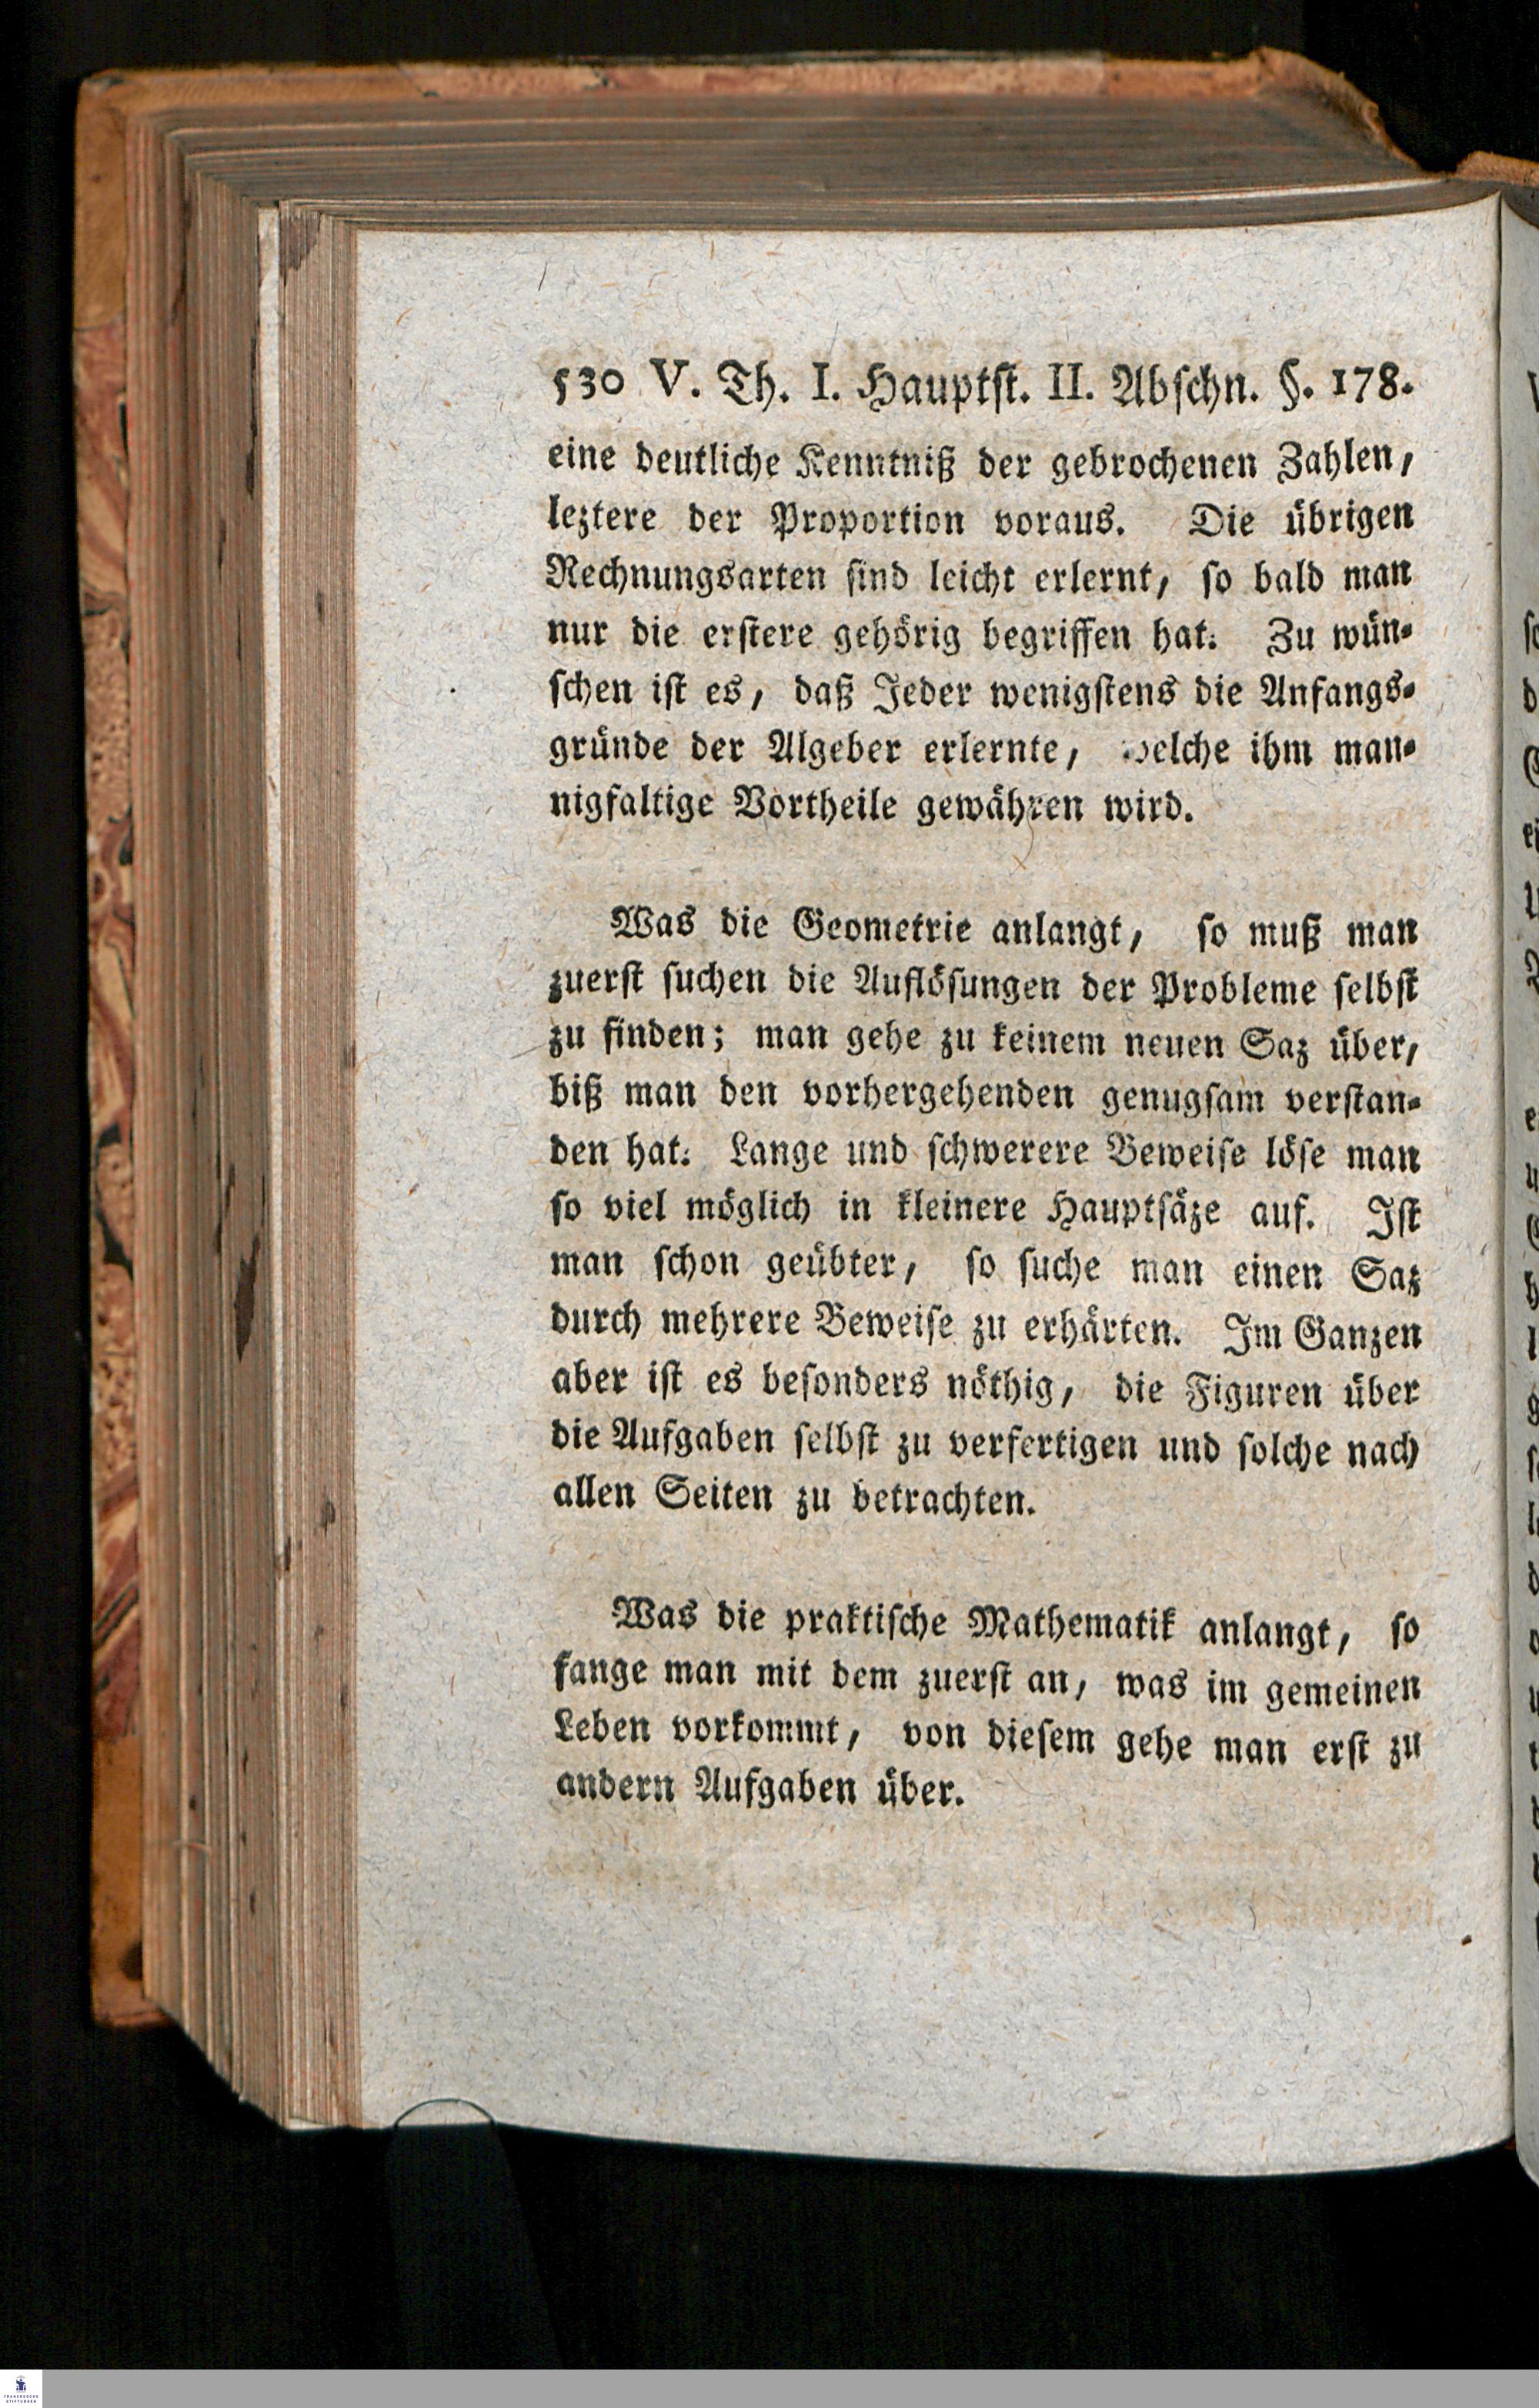 530 V. Th. I. Hauptst. II. Abschn. §. 178.
eine deutliche Kenntniß der gebrochenen Zahlen,
leztere der Proportion voraus. Die übrigen
Rechnungsarten sind leicht erlernt, so bald man
nur die erstere gehörig begriffen hat. Zu wün-
schen ist es, daß Jeder wenigstens die Anfangs-
gründe der Algeber erlernte, welche ihm man-
nigfaltige Vortheile gewähren wird.
Was die Geometrie anlangt, so muß man
zuerst suchen die Auflösungen der Probleme selbst
zu finden; man gehe zu keinem neuen Saz über,
biß man den vorhergehenden genugsam verstan-
den hat. Lange und schwerere Beweise löse man
so viel möglich in kleinere Hauptsäze auf. Ist
man schon geübter, so suche man einen Saz
durch mehrere Beweise zu erhärten. Im Ganzen
aber ist es besonders nöthig, die Figuren über
die Aufgaben selbst zu verfertigen und solche nach
allen Seiten zu betrachten.
Was die praktische Mathematik anlangt, so
fange man mit dem zuerst an, was im gemeinen
Leben vorkommt, von diesem gehe man erst zu
andern Aufgaben über.
FRANCKESCHE
STIFTUNGEN